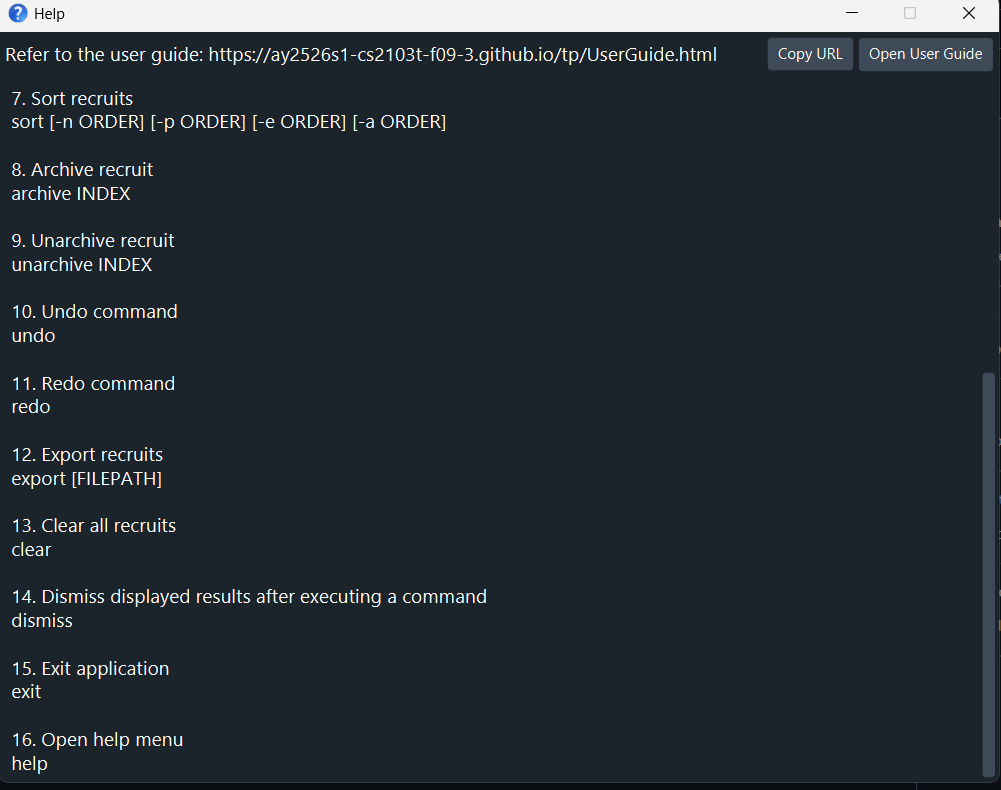 Help
Refer to the user guide: https://ay2526s1-cs2103t-f09-3.github.io/tp/UserGuide.html
Copy URL
Open User Guide
7. Sort recruits
sort [-n ORDER] [-p ORDER] [-e ORDER] [-a ORDER]
8. Archive recruit
archive INDEX
9. Unarchive recruit
unarchive INDEX
10. Undo command
undo
11. Redo command
redo
12. Export recruits
export [FILEPATH]
13. Clear all recruits
clear
14. Dismiss displayed results after executing a command
dismiss
15. Exit application
exit
16. Open help menu
help